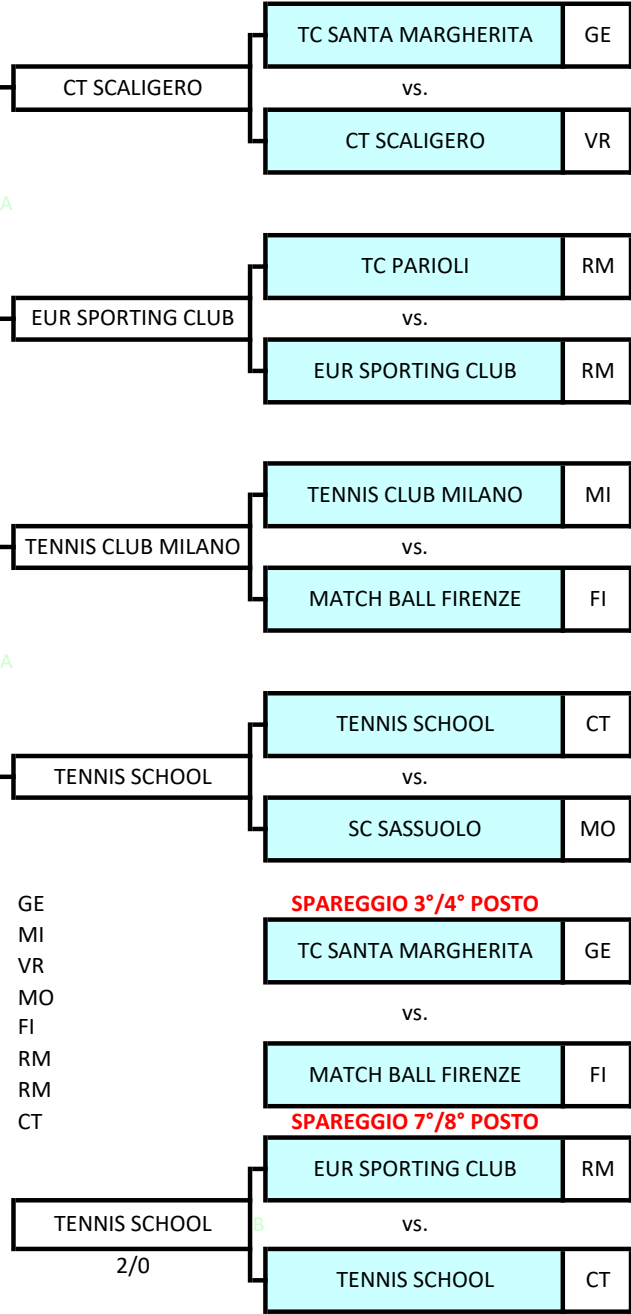 TC SANTA MARGHERITA GE
CT SCALIGERO vs.
CT SCALIGERO VR
A
TC PARIOLI RM
EUR SPORTING CLUB vs.
EUR SPORTING CLUB RM
TENNIS CLUB MILANO MI
TENNIS CLUB MILANO vs.
MATCH BALL FIRENZE FI
A
TENNIS SCHOOL CT
TENNIS SCHOOL vs.
SC SASSUOLO MO
GE SPAREGGIO 3°/4° POSTO
MI
TC SANTA MARGHERITA GE
VR
MO
vs.
FI
RM
MATCH BALL FIRENZE FI
RM
CT SPAREGGIO 7°/8° POSTO
EUR SPORTING CLUB RM
TENNIS SCHOOL B vs.
2/0
TENNIS SCHOOL CT